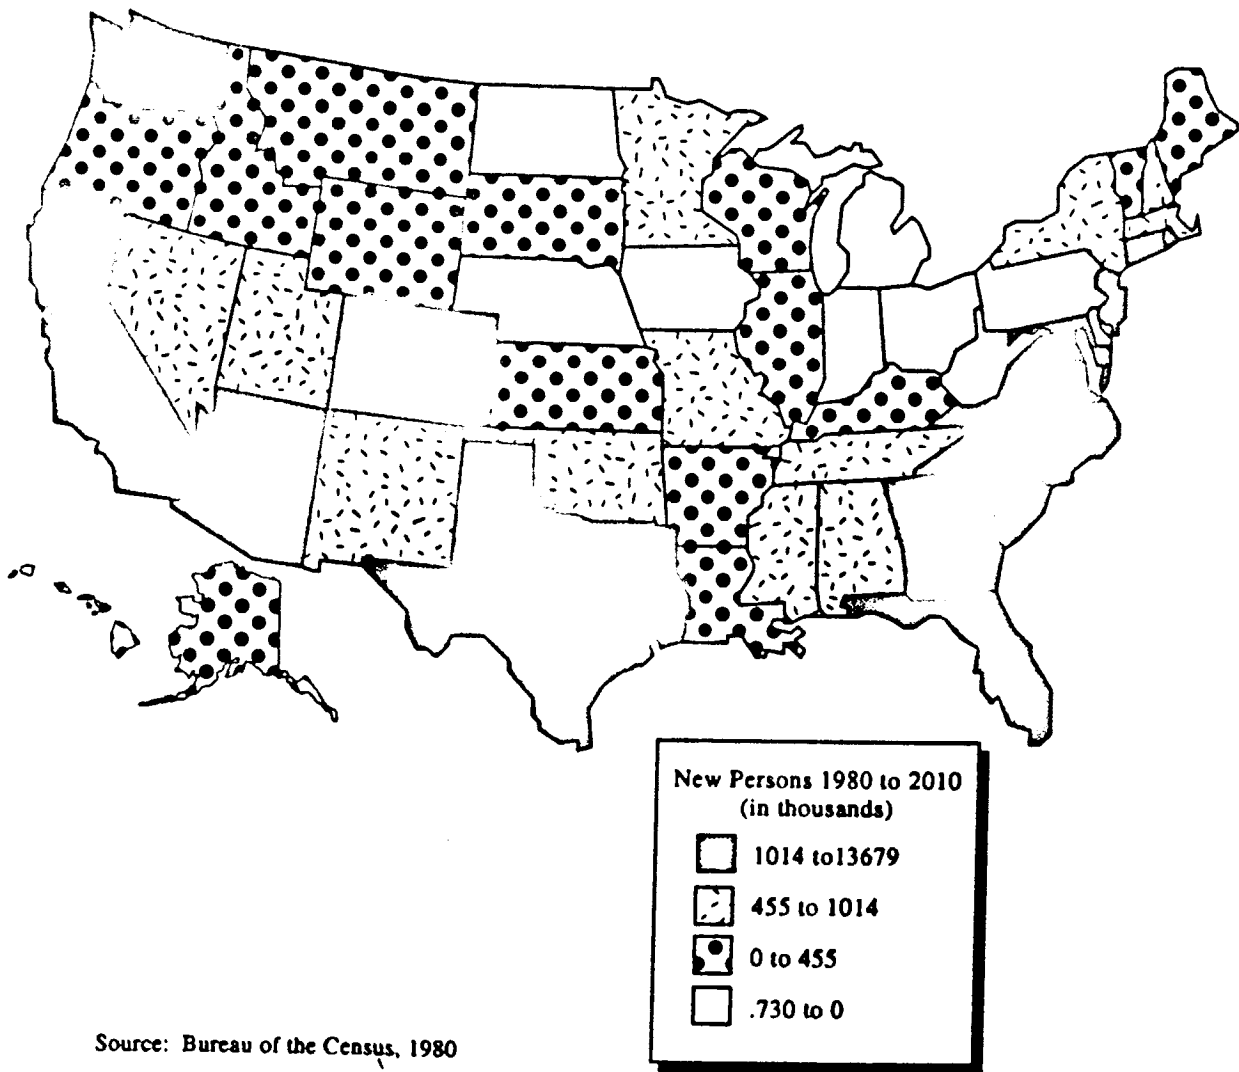 New Persons 1980 to 2010
(in thousands)
1014 to13679
455 to 1014
0 to 455
.730 to 0
Source: Bureau of the Census, 1980